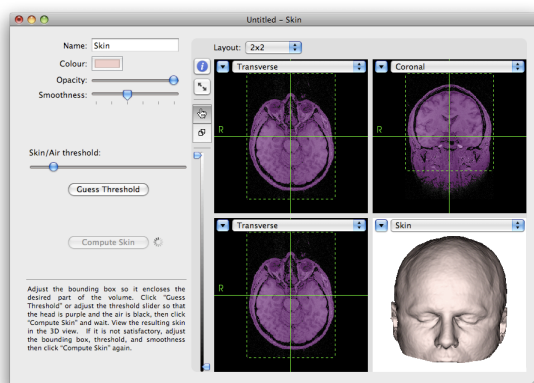 Untitled – Skin
Name: Skin
Colour:
Opacity:
Smoothness:
Skin/Air threshold:
Guess Threshold
Compute Skin
Adjust the bounding box so it encloses the
desired part of the volume. Click "Guess
Threshold" or adjust the threshold slider so that
the head is purple and the air is black, then click
"Compute Skin" and wait. View the resulting skin
in the 3D view. If it is not satisfactory, adjust
the bounding box, threshold, and smoothness
then click "Compute Skin" again.
Layout: 2x2
i
Transverse
R
Coronal
R
Transverse
R
Skin